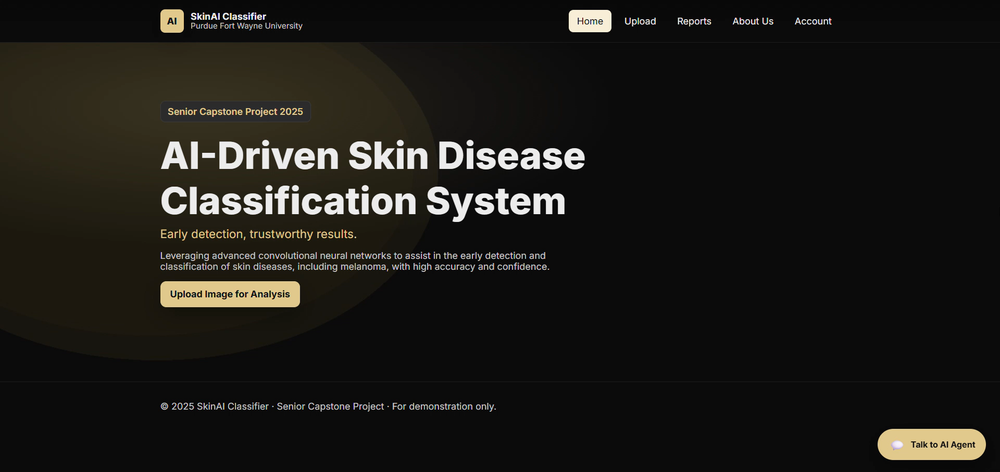 AI
SkinAI Classifier
Purdue Fort Wayne University
Home
Upload
Reports
About Us
Account
Senior Capstone Project 2025
AI-Driven Skin Disease
Classification System
Early detection, trustworthy results.
Leveraging advanced convolutional neural networks to assist in the early detection and
classification of skin diseases, including melanoma, with high accuracy and confidence.
Upload Image for Analysis
© 2025 SkinAI Classifier · Senior Capstone Project · For demonstration only.
Talk to AI Agent